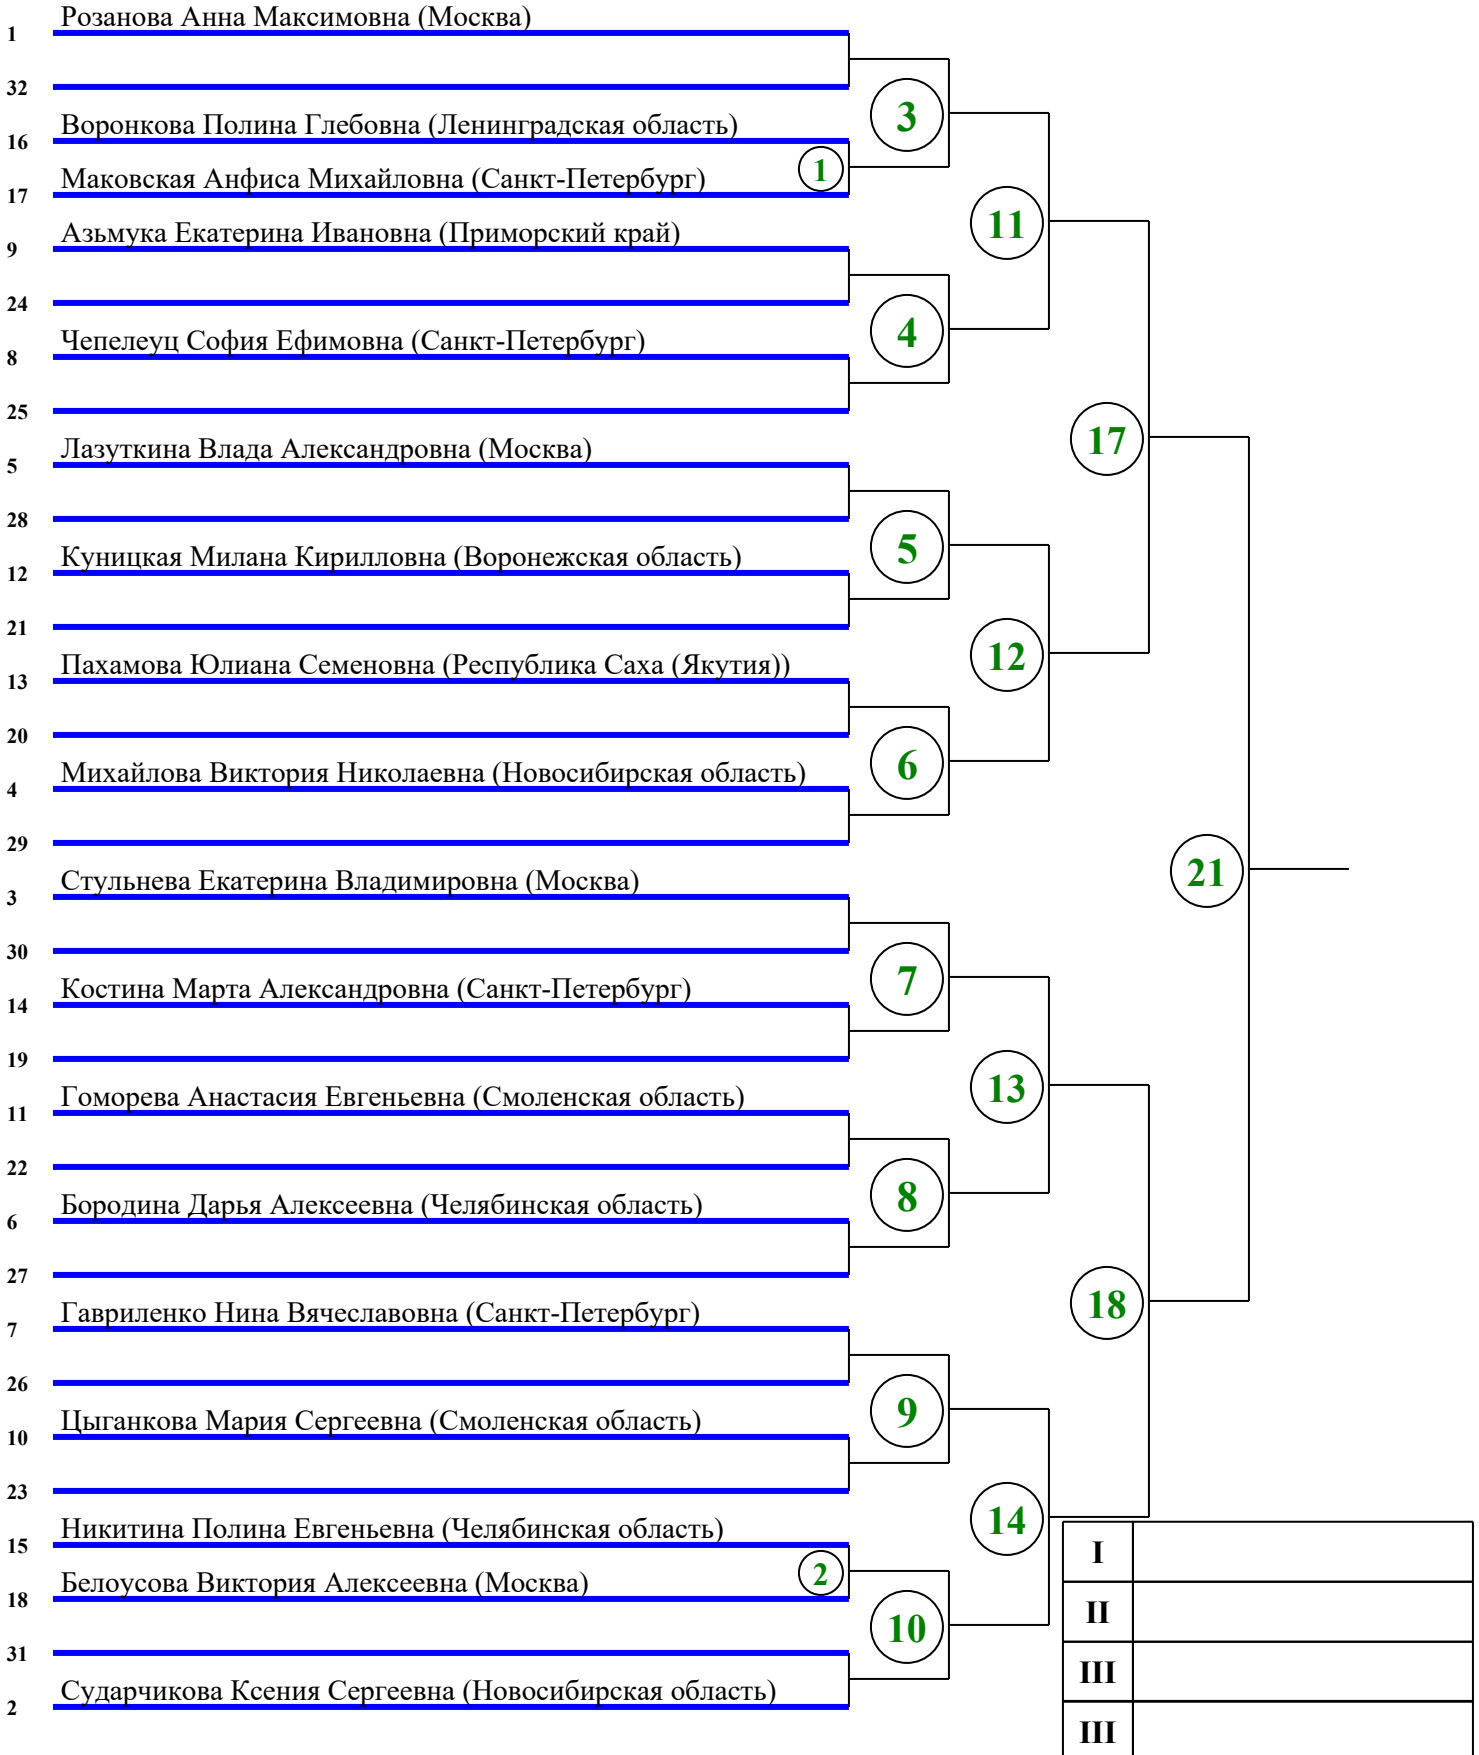 Розанова Анна Максимовна (Москва)
1
32
Воронкова Полина Глебовна (Ленинградская область)
16
3
1
Маковская Анфиса Михайловна (Санкт-Петербург)
17
11
Азьмука Екатерина Ивановна (Приморский край)
9
24
4
Чепелеуц София Ефимовна (Санкт-Петербург)
8
25
17
Лазуткина Влада Александровна (Москва)
5
28
5
Куницкая Милана Кирилловна (Воронежская область)
12
21
12
Пахамова Юлиана Семеновна (Республика Саха (Якутия))
13
20
6
Михайлова Виктория Николаевна (Новосибирская область)
4
29
21
Стульнева Екатерина Владимировна (Москва)
3
30
7
Костина Марта Александровна (Санкт-Петербург)
14
19
13
Гоморева Анастасия Евгеньевна (Смоленская область)
11
22
8
Бородина Дарья Алексеевна (Челябинская область)
6
27
18
Гавриленко Нина Вячеславовна (Санкт-Петербург)
7
26
9
Цыганкова Мария Сергеевна (Смоленская область)
10
23
14
Никитина Полина Евгеньевна (Челябинская область)
15
I
2
Белоусова Виктория Алексеевна (Москва)
18
II
10
31
III
Сударчикова Ксения Сергеевна (Новосибирская область)
2
III